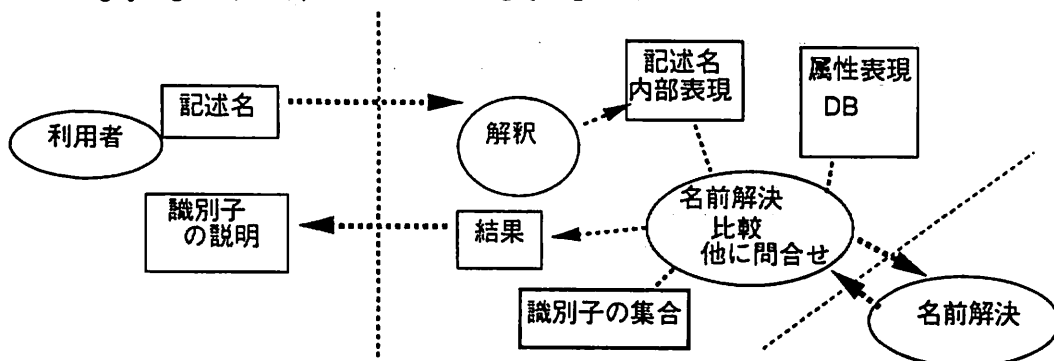 記述名
利用者
識別子
の説明
解釈
結果
記述名
内部表現
属性表現
DB
名前解決
比較
他に問合せ
識別子の集合
名前解決